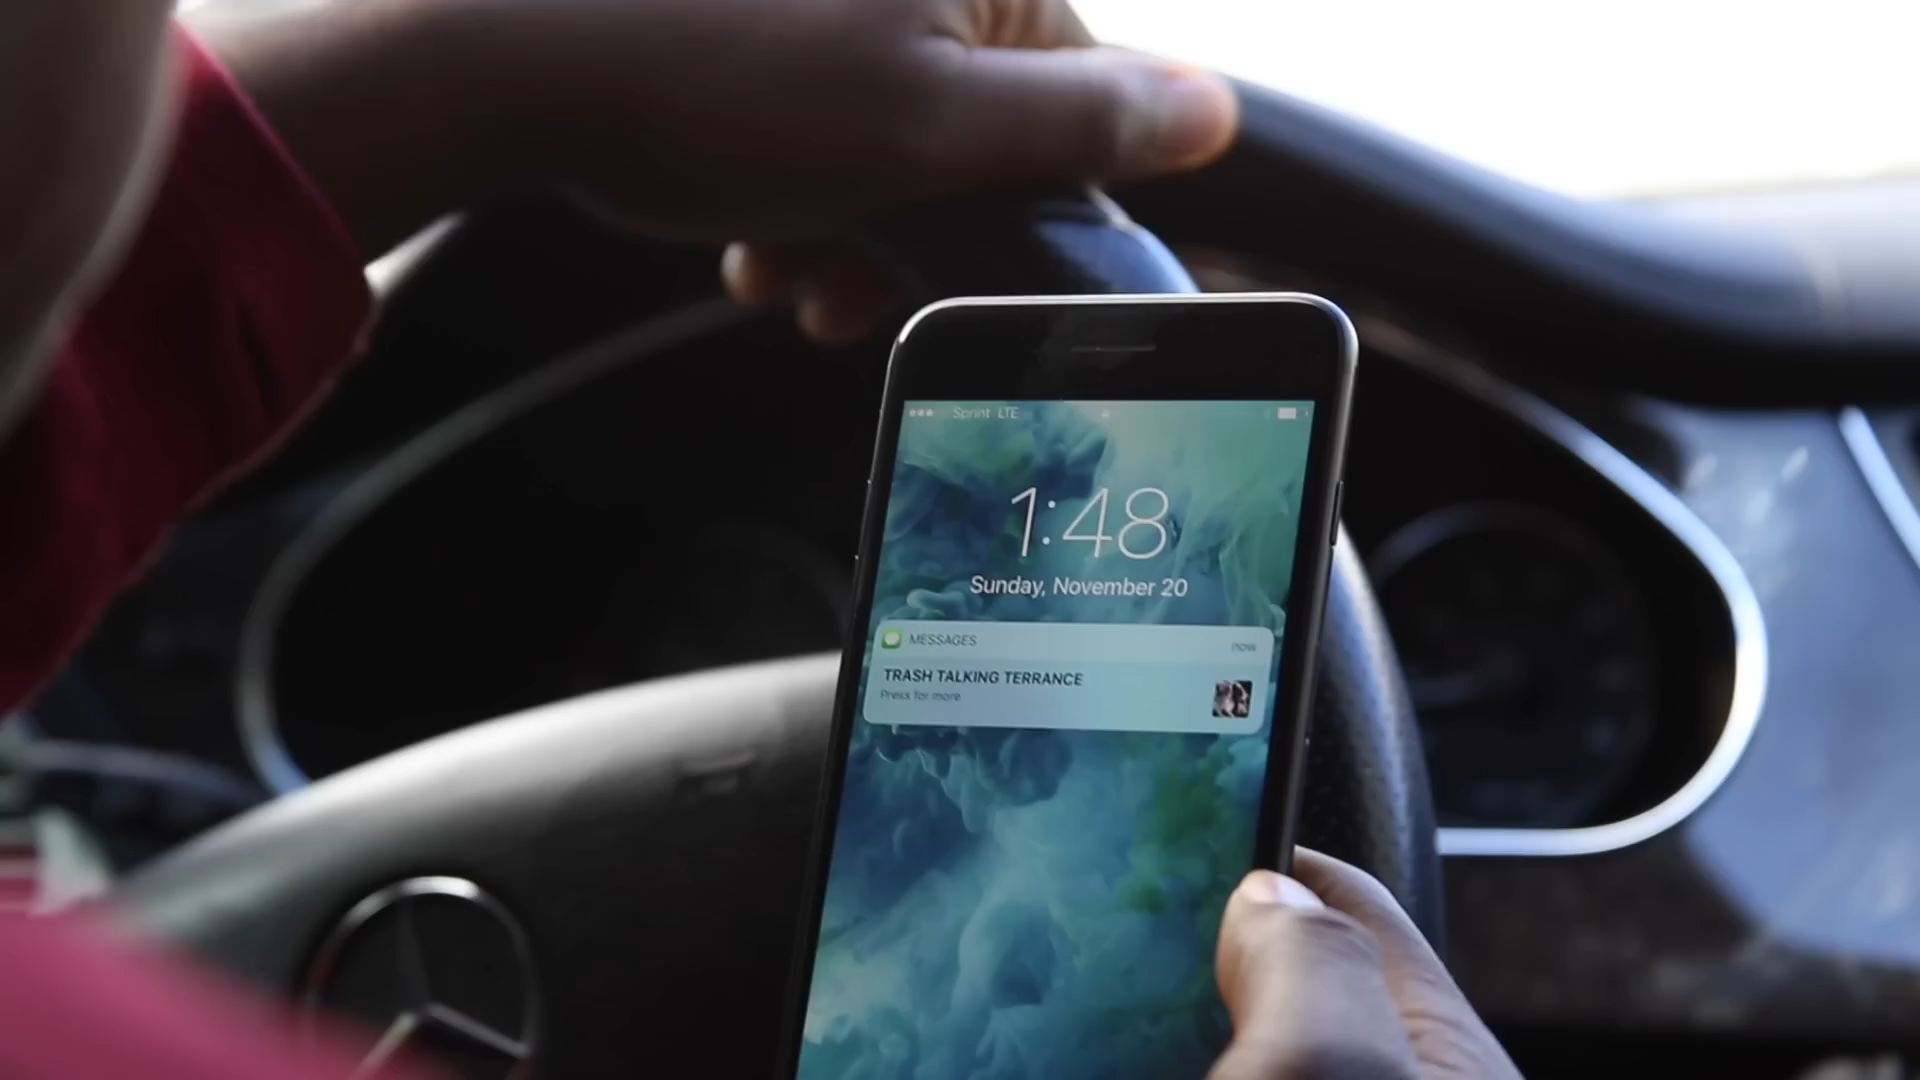 Sprint LTE
1:48
Sunday, November 20
MESSAGES now
TRASH TALKING TERRANCE
Press for more